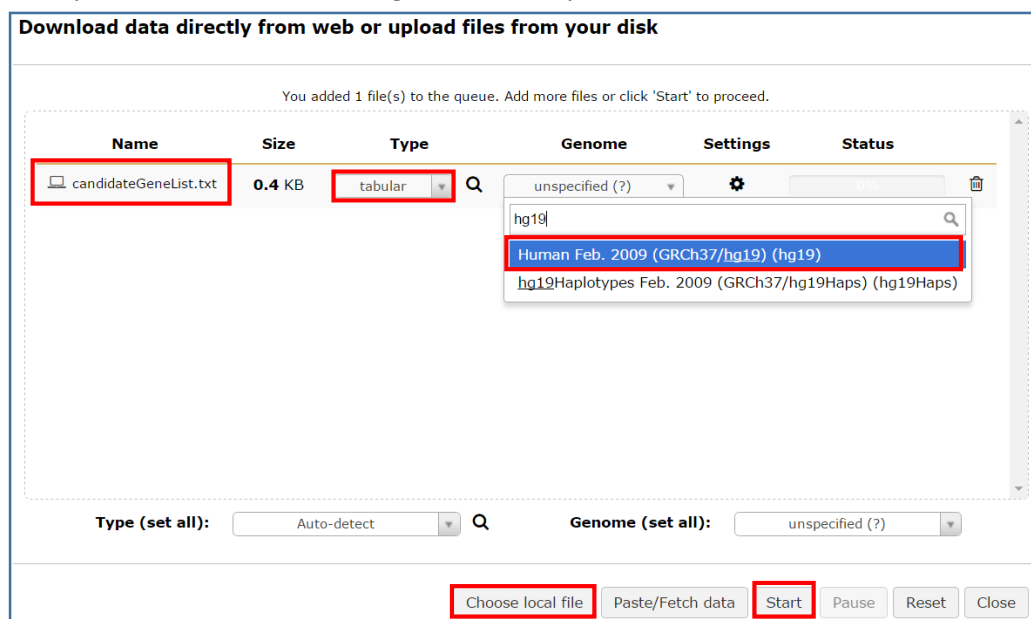 Download data directly from web or upload files from your disk
You added 1 file(s) to the queue. Add more files or click 'Start' to proceed.
Name Size Type Genome Settings Status
candidateGeneList.txt 0.4 KB tabular unspecified (?) 0%
hg19
Human Feb. 2009 (GRCh37/hg19) (hg19)
hg19Haplotypes Feb. 2009 (GRCh37/hg19Haps) (hg19Haps)
Type (set all): Auto-detect Genome (set all): unspecified (?)
Choose local file Paste/Fetch data Start Pause Reset Close